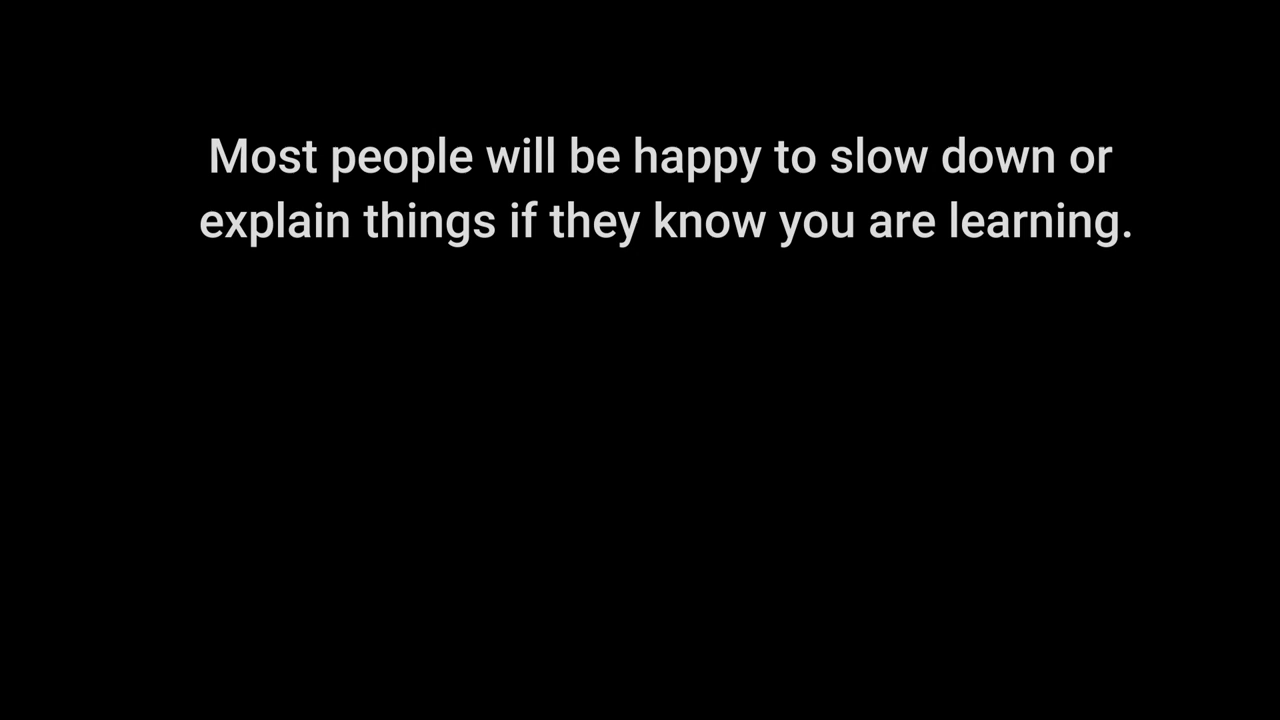 Most people will be happy to slow down or
explain things if they know you are learning.